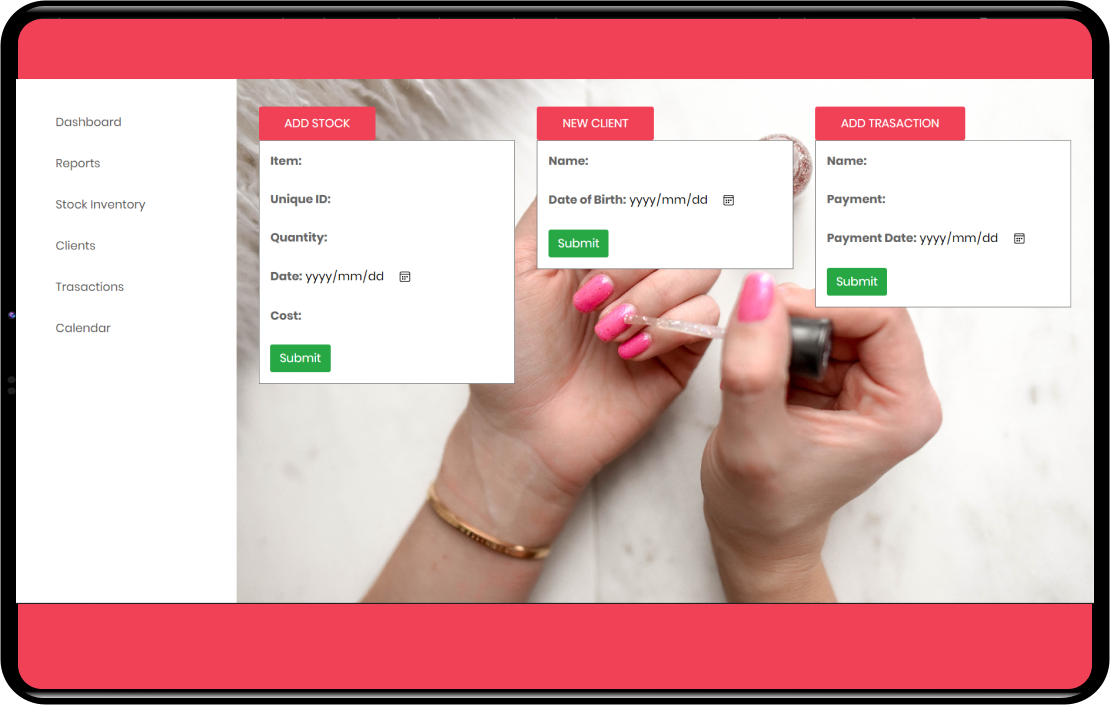 Dashboard
Reports
Stock Inventory
Clients
Trasactions
Calendar
ADD STOCK
Item:
Unique ID:
Quantity:
Date: yyyy/mm/dd
Cost:
Submit
NEW CLIENT
Name:
Date of Birth: yyyy/mm/dd
Submit
ADD TRASACTION
Name:
Payment:
Payment Date: yyyy/mm/dd
Submit